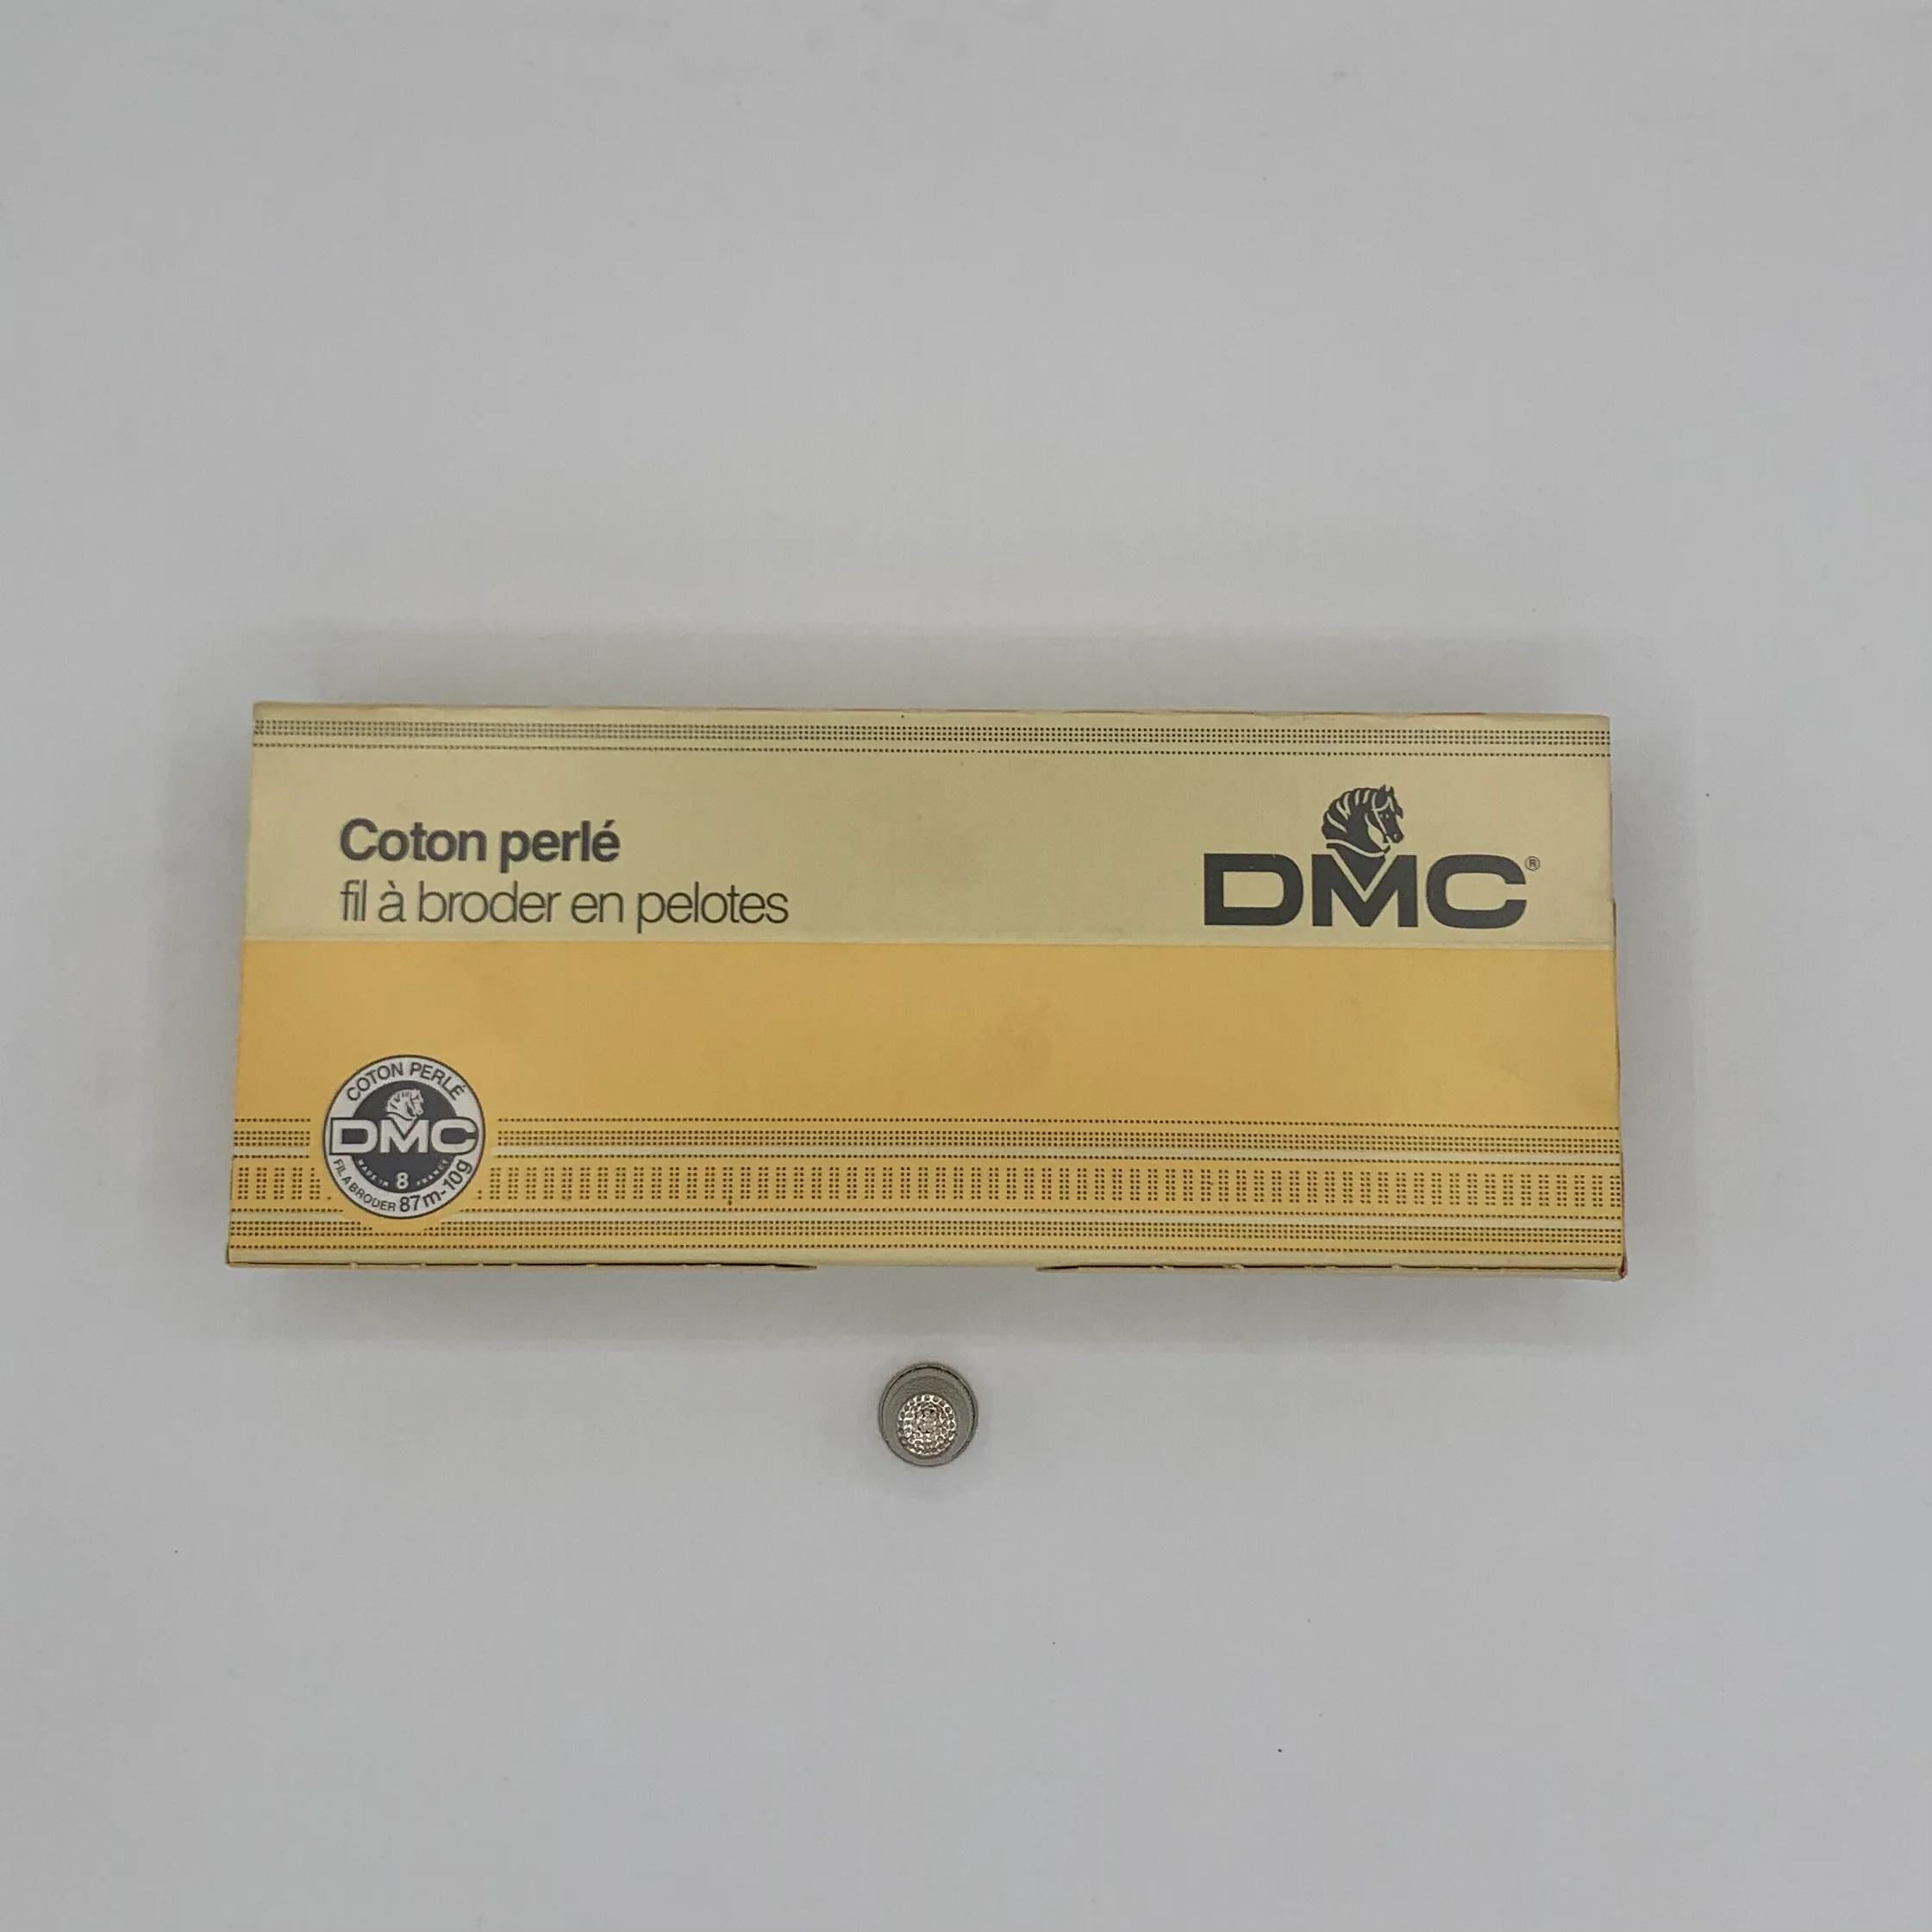 Coton perlé
fil à broder en pelotes
DMC®
COTON PERLÉ
DMC
MADE IN 8 FRANCE
FIL A BRODER 87m-10g